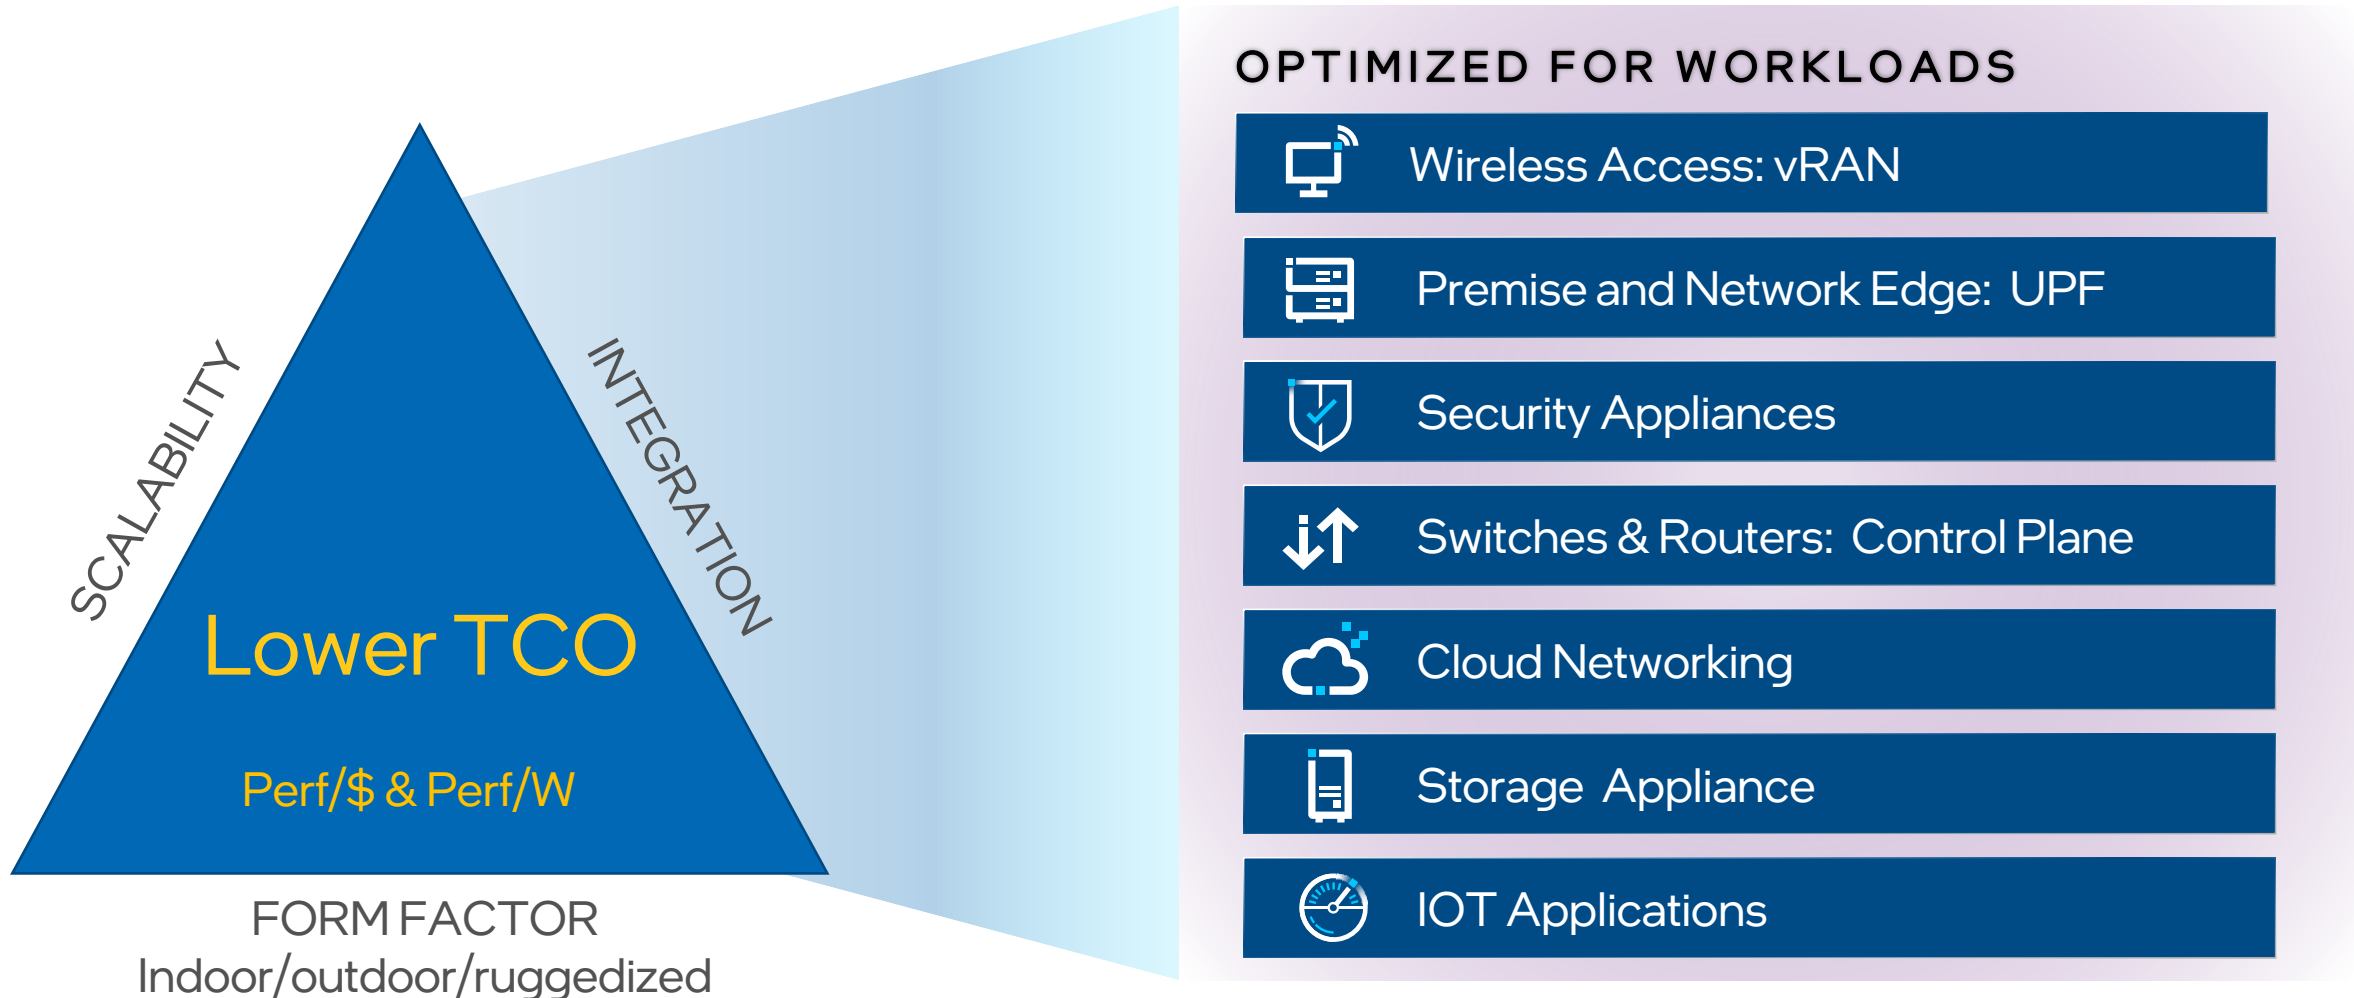 SCALABILITY
INTEGRATION
Lower TCO
Perf/$ & Perf/W
FORM FACTOR
Indoor/outdoor/ruggedized
OPTIMIZED FOR WORKLOADS
Wireless Access: vRAN
Premise and Network Edge: UPF
Security Appliances
Switches & Routers: Control Plane
Cloud Networking
Storage Appliance
IOT Applications